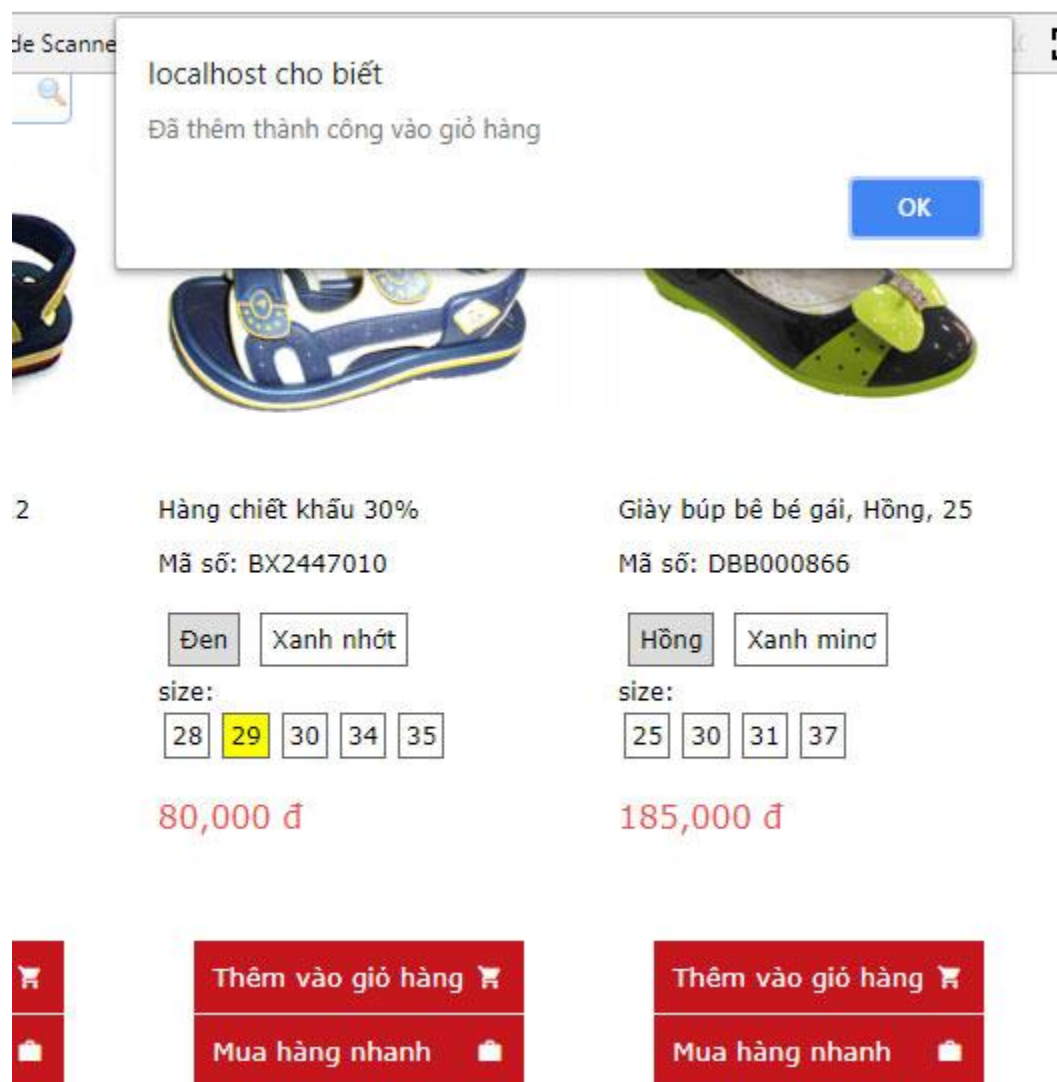 de Scanne
localhost cho biết
Đã thêm thành công vào giỏ hàng
OK
2
Hàng chiết khấu 30%
Giày búp bê bé gái, Hồng, 25
Mã số: BX2447010
Mã số: DBB000866
Đen Xanh nhớt
Hồng Xanh minơ
size:
size:
28 29 30 34 35
25 30 31 37
80,000 đ
185,000 đ
Thêm vào giỏ hàng
Thêm vào giỏ hàng
Mua hàng nhanh
Mua hàng nhanh